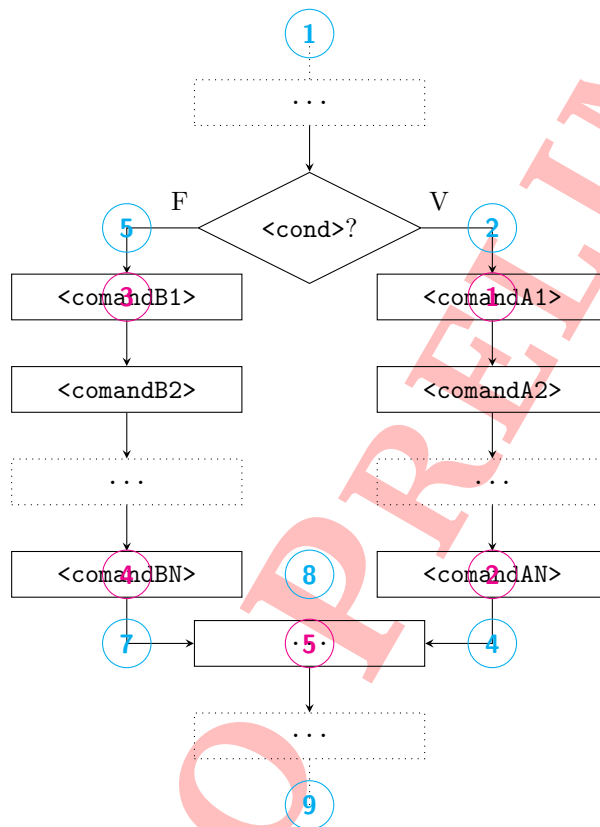 1
...
F
V
5
<cond>?
2
<comandB1>
3
<comandA1>
1
<comandB2>
<comandA2>
...
...
<comandBN>
4
8
<comandAN>
2
7
...
5
4
...
9
O PRELIM